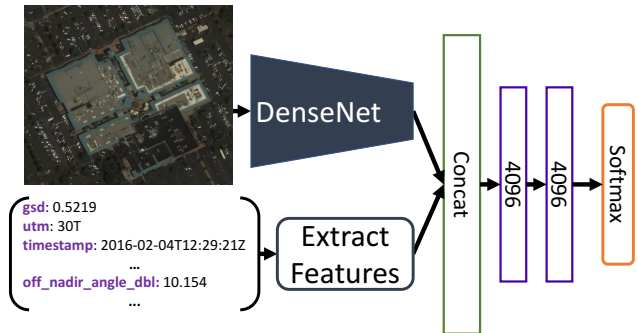 DenseNet
gsd: 0.5219
utm: 30T
timestamp: 2016-02-04T12:29:21Z
...
off_nadir_angle_dbl: 10.154
...
Extract
Features
Concat
4096
4096
Softmax